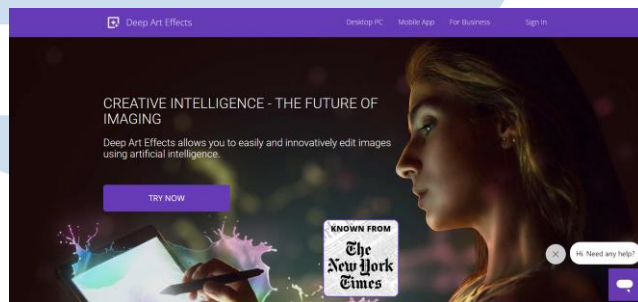 Deep Art Effects
Desktop PC Mobile App For Business Sign in
CREATIVE INTELLIGENCE - THE FUTURE OF
IMAGING
Deep Art Effects allows you to easily and innovatively edit images
using artificial intelligence.
TRY NOW
KNOWN FROM
The
New York
Times
Hi. Need any help?